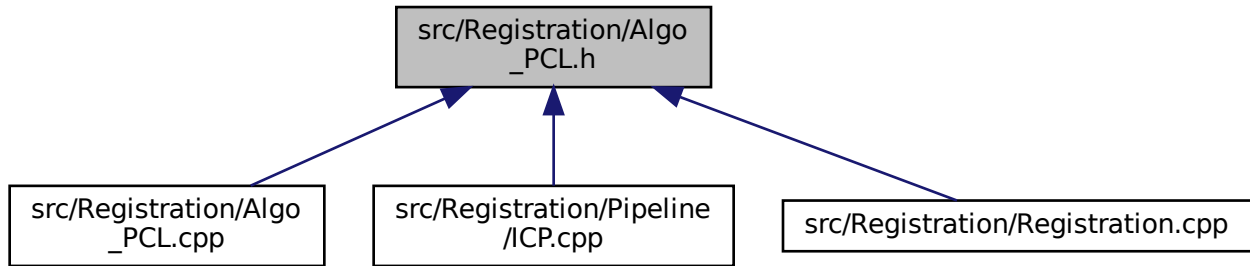 src/Registration/Algo
_PCL.h
src/Registration/Algo
_PCL.cpp
src/Registration/Pipeline
/ICP.cpp
src/Registration/Registration.cpp